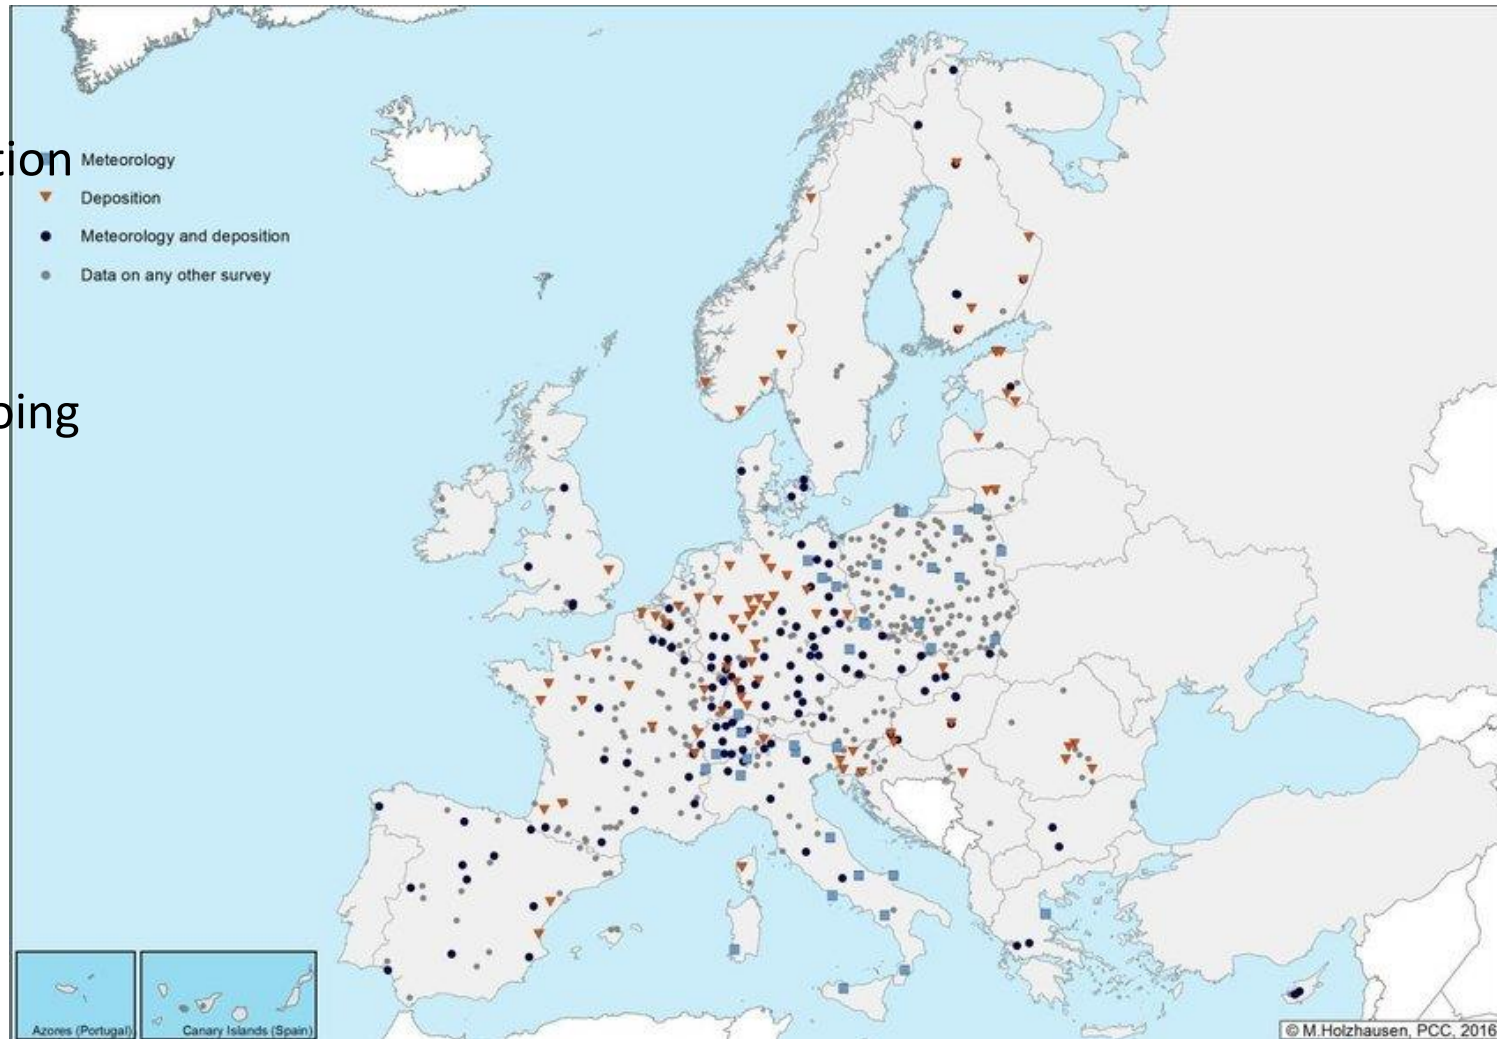 tion
Meteorology
Deposition
Meteorology and deposition
Data on any other survey
ping
Azores (Portugal)
Canary Islands (Spain)
© M.Holzhausen, PCC, 2016